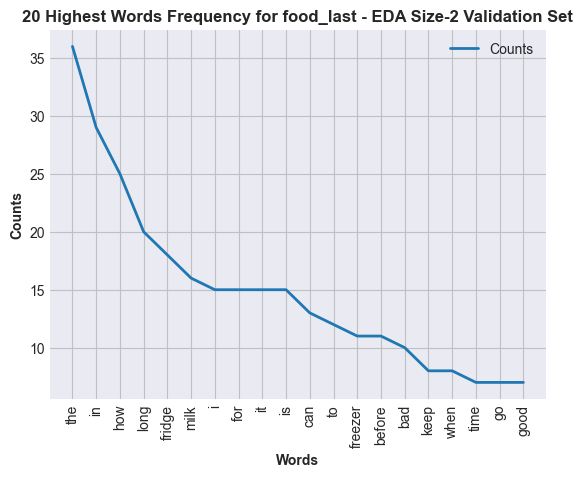 20 Highest Words Frequency for food_last - EDA Size-2 Validation Set
Counts
35
30
25
20
15
10
Counts
the
in
how
long
fridge
milk
i
for
it
is
can
to
freezer
before
bad
keep
when
time
go
good
Words